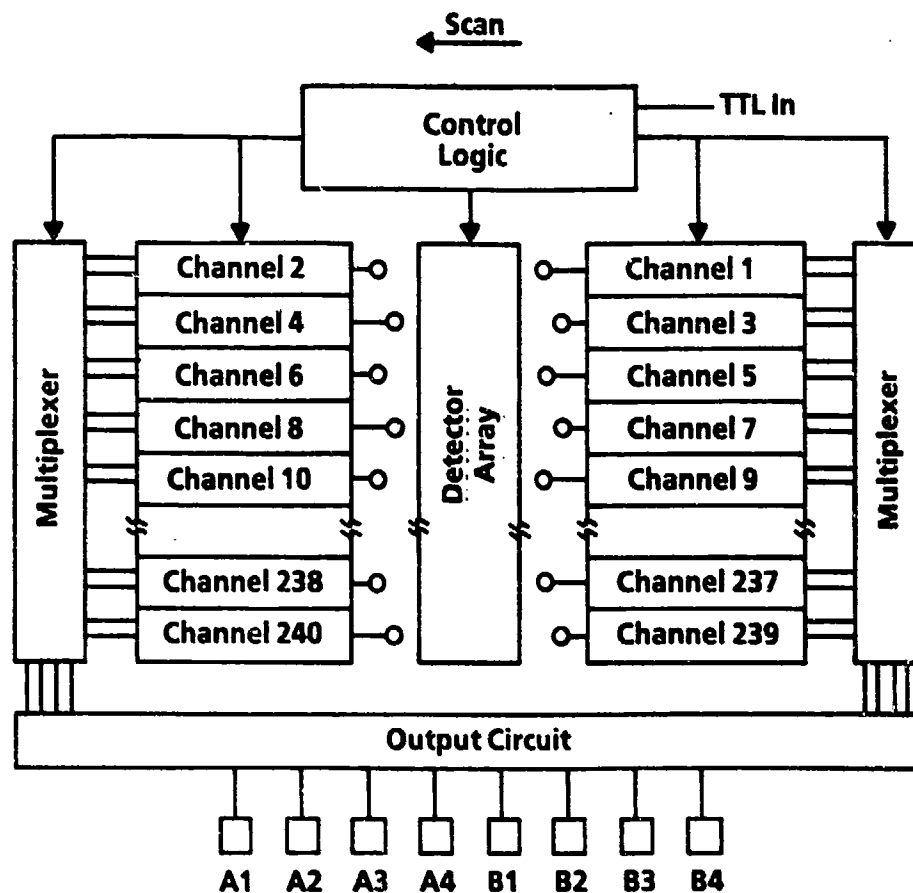 Scan
TTL In
Control
Logic
Channel 2
Channel 1
Channel 4
Channel 3
Channel 6
Channel 5
Channel 8
Channel 7
Channel 10
Channel 9
Channel 238
Channel 237
Channel 240
Channel 239
Multiplexer
Detector
Array
Multiplexer
Output Circuit
A1 A2 A3 A4 B1 B2 B3 B4